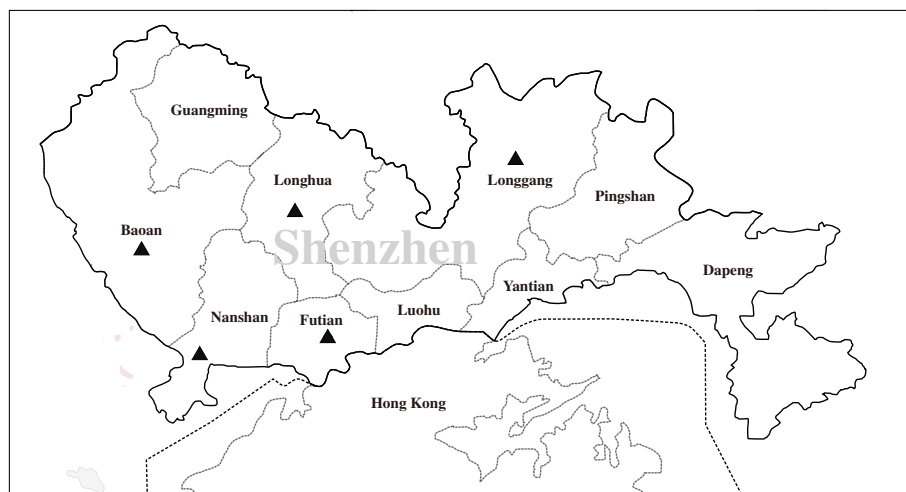 Guangming
Longhua
Longgang
Pingshan
Baoan
Shenzhen
Dapeng
Yantian
Nanshan
Futian
Luohu
Hong Kong